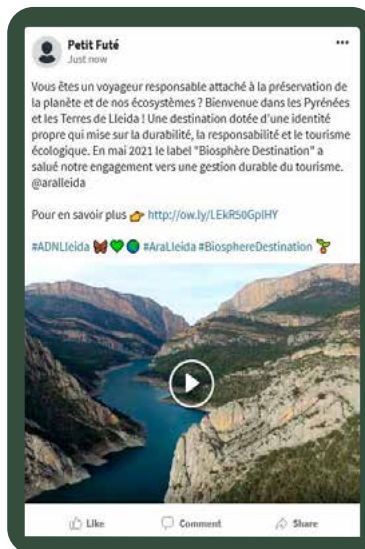 Petit Futé
Just now
Vous êtes un voyageur responsable attaché à la préservation de
la planète et de nos écosystèmes ? Bienvenue dans les Pyrénées
et les Terres de Lleida ! Une destination dotée d'une identité
propre qui mise sur la durabilité, la responsabilité et le tourisme
écologique. En mai 2021 le label "Biosphère Destination" a
salué notre engagement vers une gestion durable du tourisme.
@aralleida
Pour en savoir plus 👉 http://ow.ly/LEkR50GpIHY
#ADNLleida 🦋💚🌍 #AraLleida #BiosphereDestination 🌱
Like Comment Share